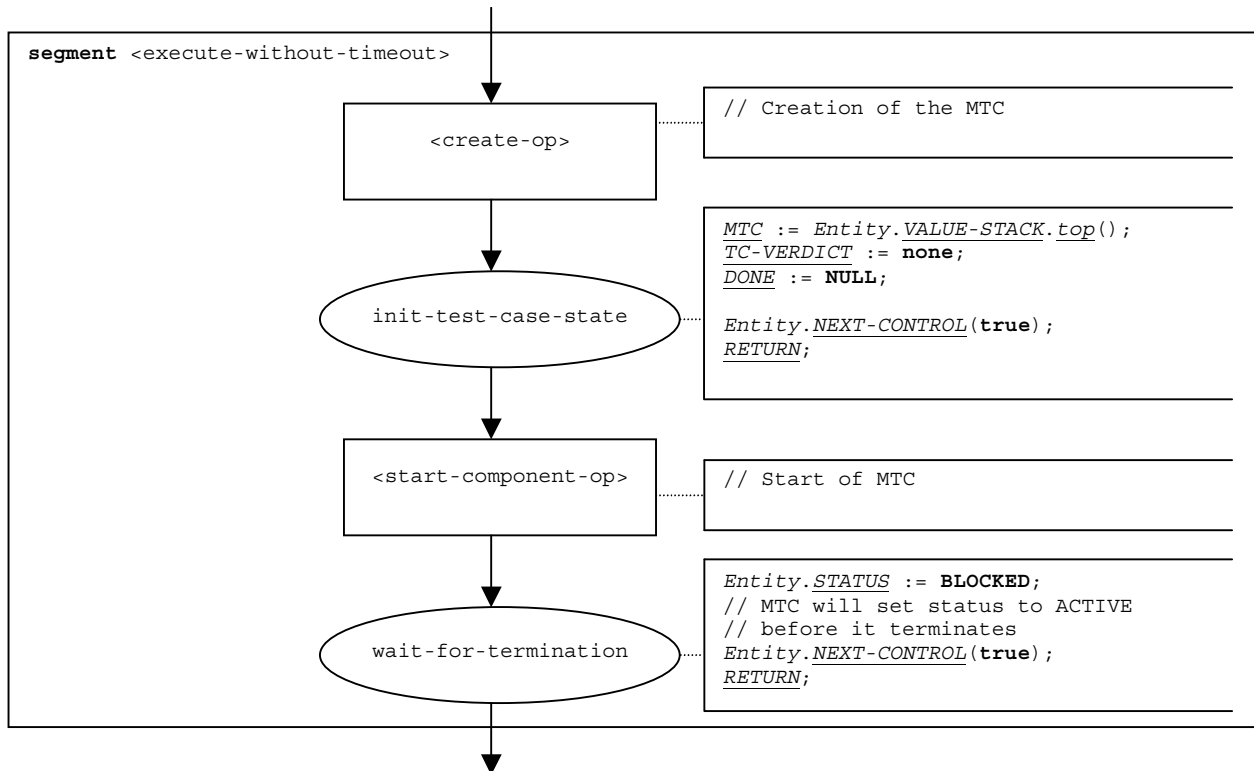 segment <execute-without-timeout>
<create-op>
// Creation of the MTC
init-test-case-state
MTC := Entity.VALUE-STACK.top();
TC-VERDICT := none;
DONE := NULL;
Entity.NEXT-CONTROL(true);
RETURN;
<start-component-op>
// Start of MTC
wait-for-termination
Entity.STATUS := BLOCKED;
// MTC will set status to ACTIVE
// before it terminates
Entity.NEXT-CONTROL(true);
RETURN;